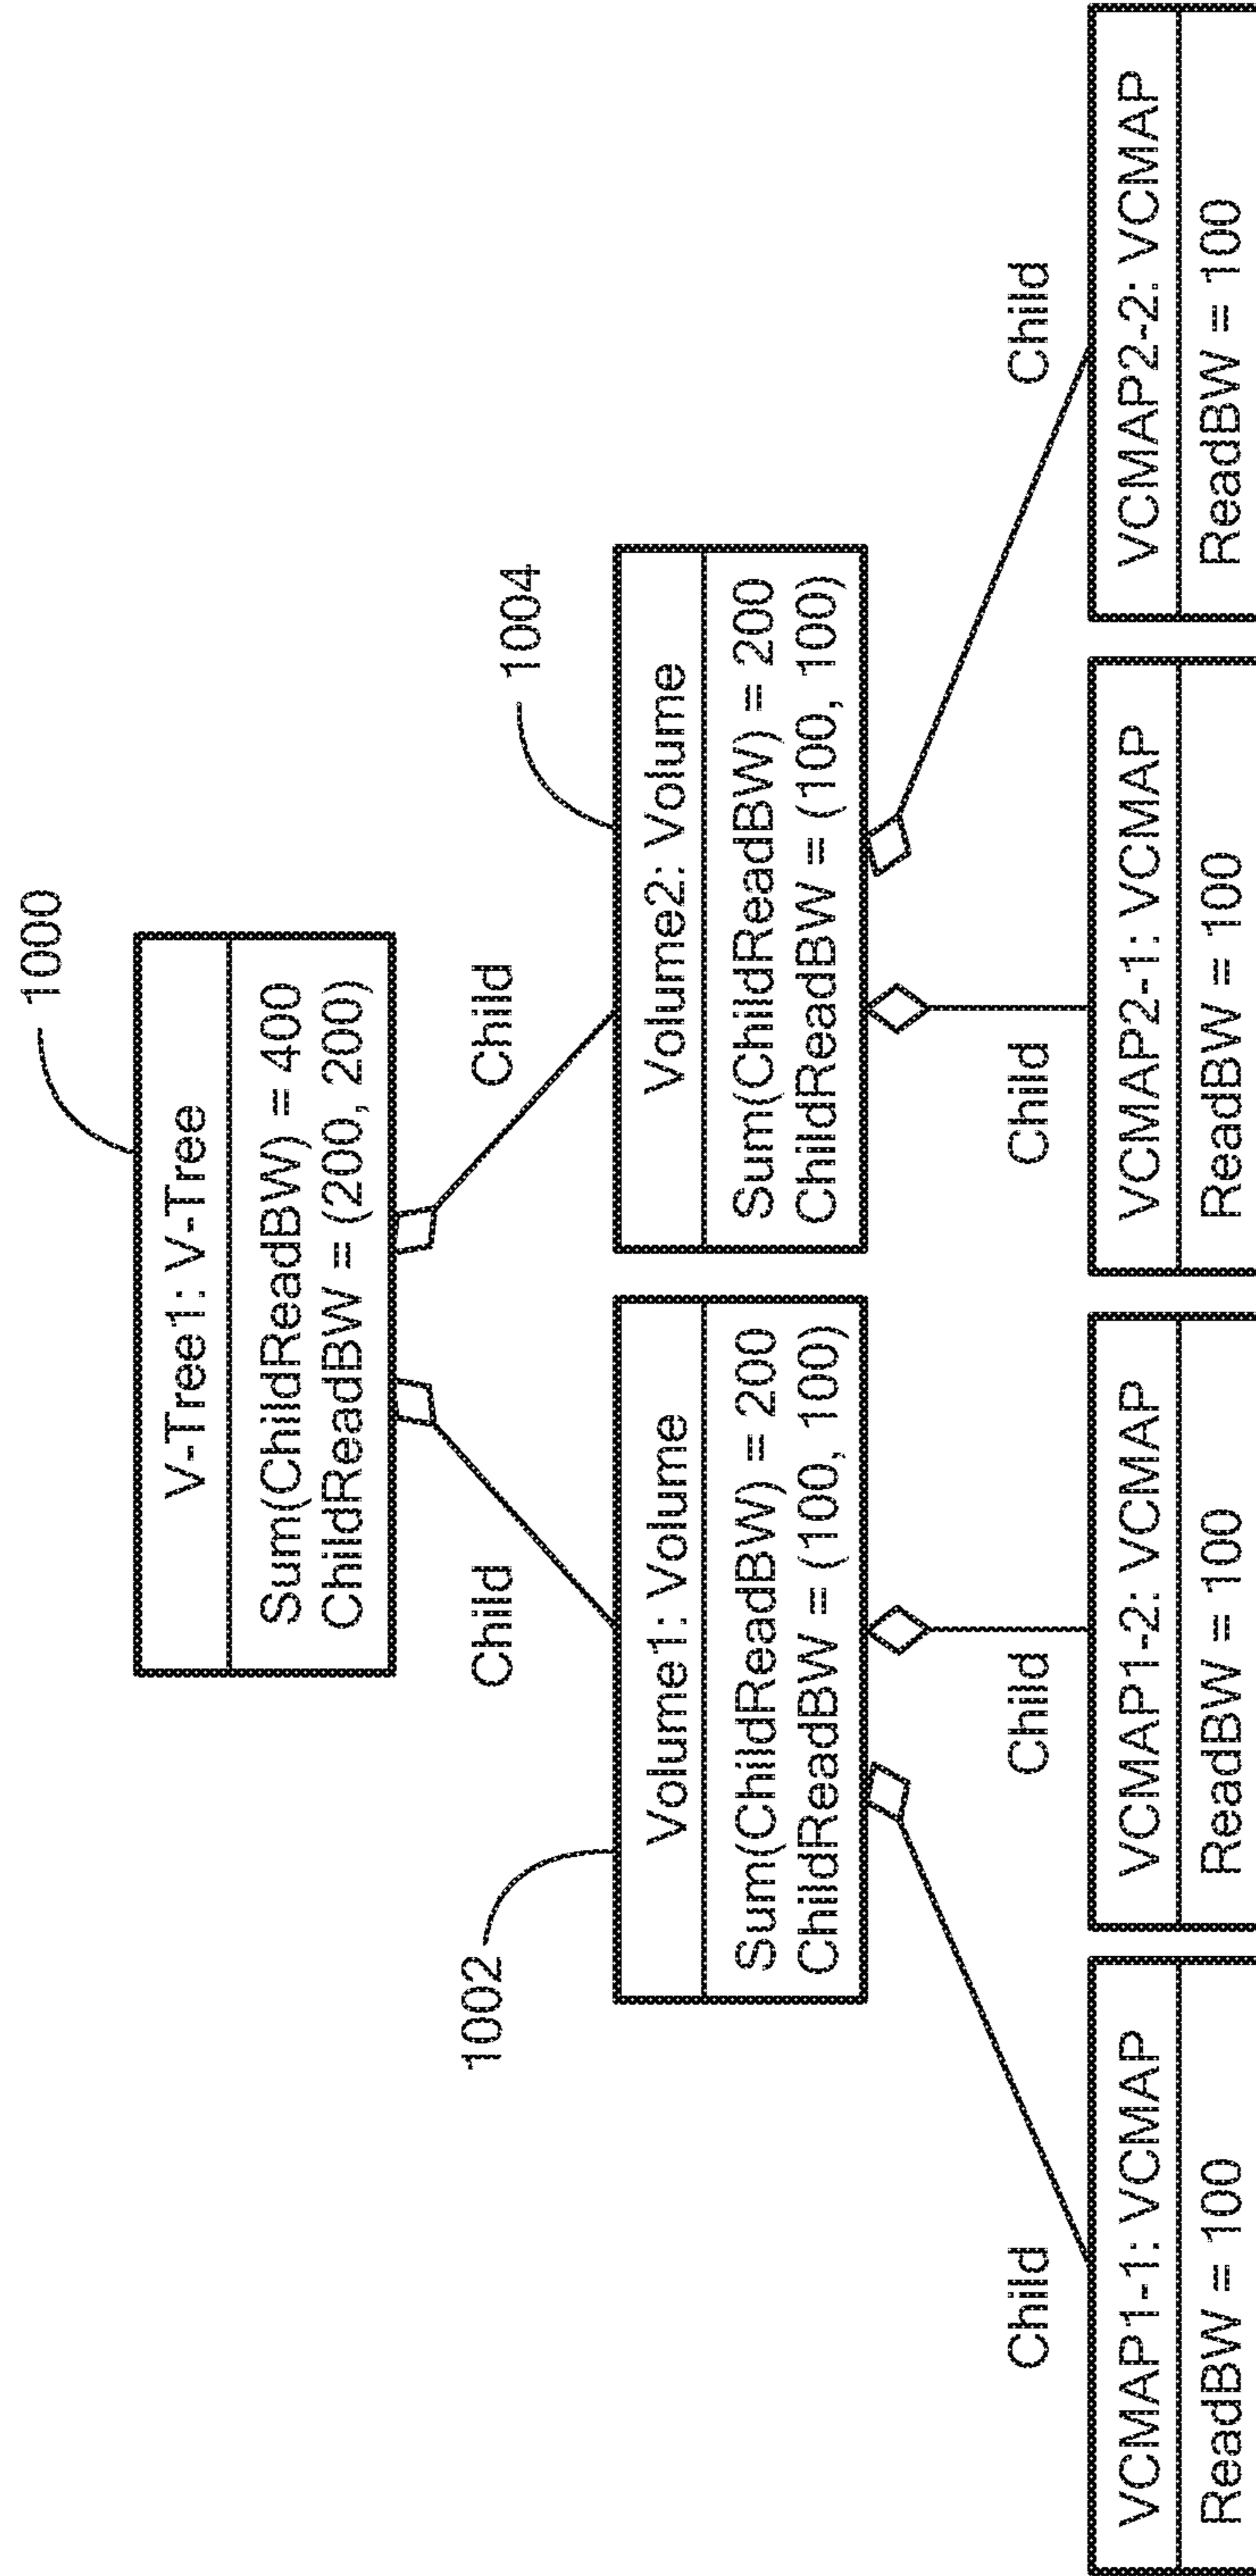 1000
V-Tree1: V-Tree
Sum(ChildReadBW) = 400
ChildReadBW = (200, 200)
Child
Child
1002
1004
Volume1: Volume
Sum(ChildReadBW) = 200
ChildReadBW = (100, 100)
Volume2: Volume
Sum(ChildReadBW) = 200
ChildReadBW = (100, 100)
Child
Child
Child
Child
VCMAP1-1: VCMAP
ReadBW = 100
VCMAP1-2: VCMAP
ReadBW = 100
VCMAP2-1: VCMAP
ReadBW = 100
VCMAP2-2: VCMAP
ReadBW = 100